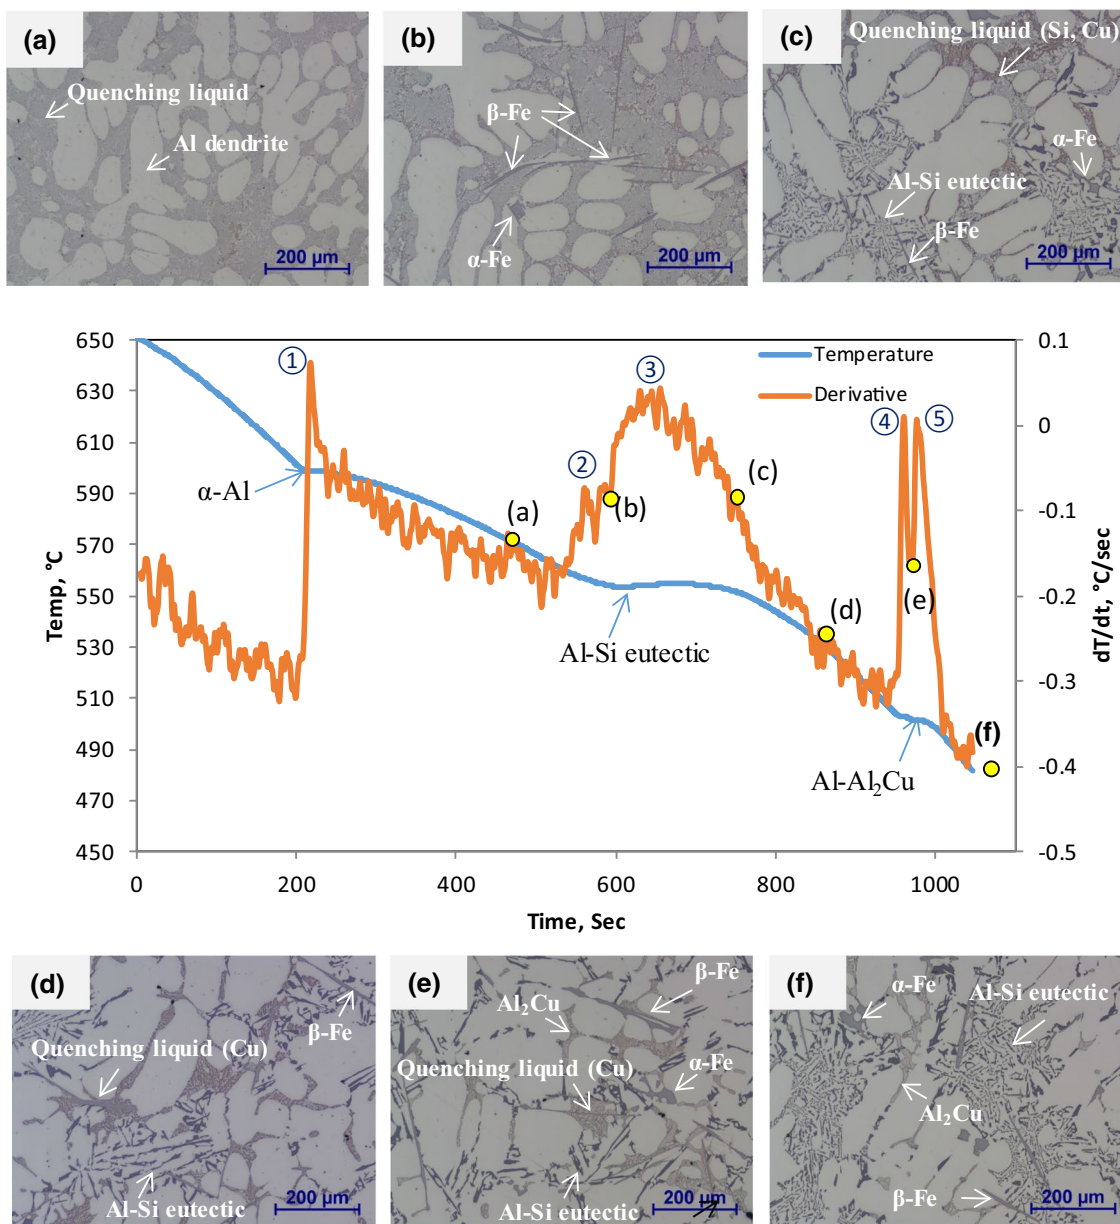 (a)
Quenching liquid
Al dendrite
200 µm
(b)
β-Fe
α-Fe
200 µm
(c)
Quenching liquid (Si, Cu)
α-Fe
Al-Si eutectic
β-Fe
200 µm
650
630
610
590
570
550
530
510
490
470
450
Temp, °C
0.1
0
-0.1
-0.2
-0.3
-0.4
-0.5
dT/dt, °C/sec
Temperature
Derivative
①
②
③
④
⑤
α-Al
(a)
(b)
(c)
(d)
(e)
(f)
Al-Si eutectic
Al-Al₂Cu
0
200
400
600
800
1000
Time, Sec
(d)
β-Fe
Quenching liquid (Cu)
Al-Si eutectic
200 µm
(e)
β-Fe
Al₂Cu
Quenching liquid (Cu)
α-Fe
Al-Si eutectic
200 µm
(f)
α-Fe
Al-Si eutectic
Al₂Cu
β-Fe
200 µm